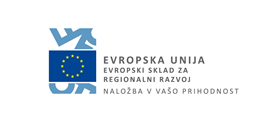 EVROPSKA UNIJA
EVROPSKI SKLAD ZA
REGIONALNI RAZVOJ
NALOŽBA V VAŠO PRIHODNOST